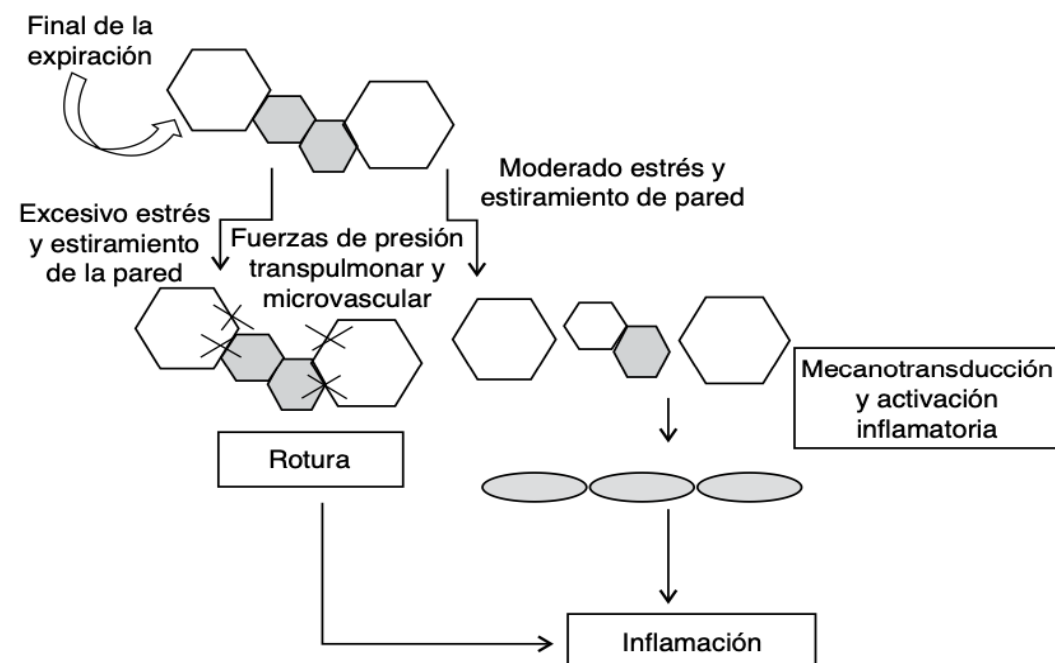 Final de la
expiración
Moderado estrés y
estiramiento de pared
Excesivo estrés
y estiramiento
de la pared
Fuerzas de presión
transpulmonar y
microvascular
Mecanotransducción
y activación
inflamatoria
Rotura
Inflamación